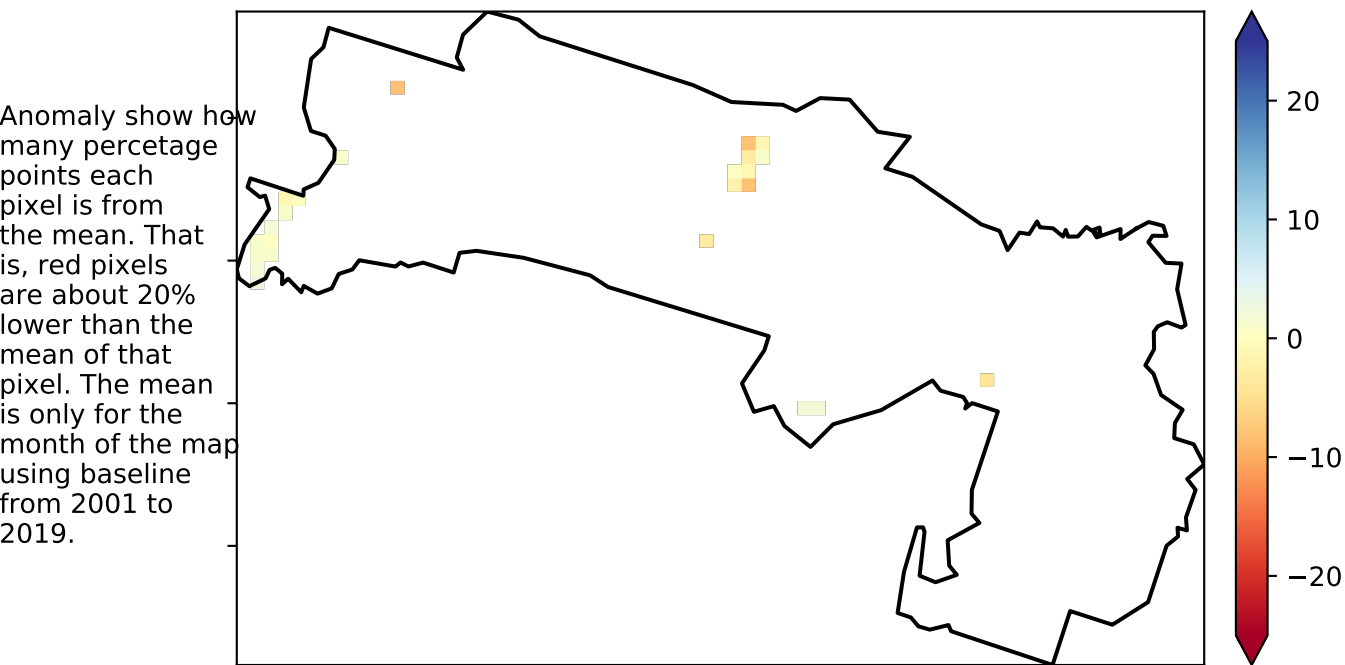 Anomaly show how
many percetage
points each
pixel is from
the mean. That
is, red pixels
are about 20%
lower than the
mean of that
pixel. The mean
is only for the
month of the map
using baseline
from 2001 to
2019.
20
10
0
−10
−20